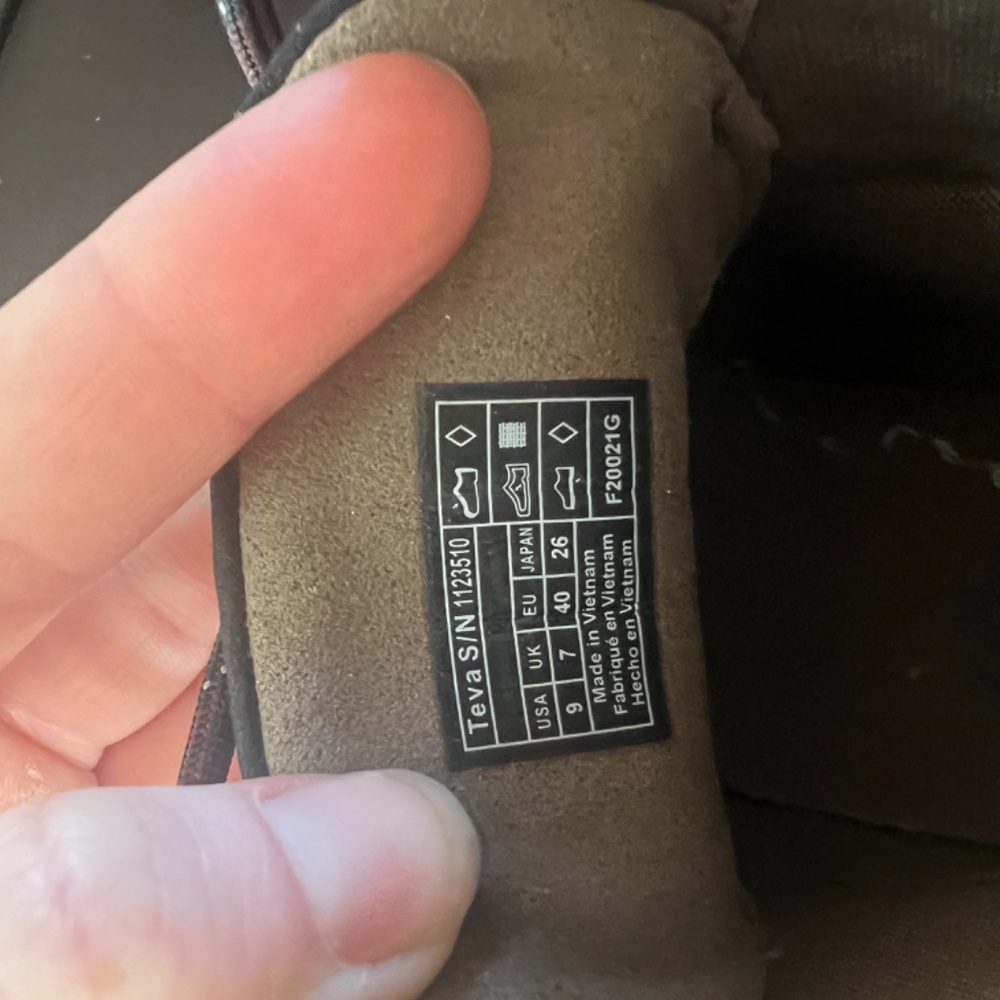 Teva S/N 1123510
USA UK EU JAPAN
9 7 40 26
Made in Vietnam
Fabriqué en Vietnam
Hecho en Vietnam
F20021G